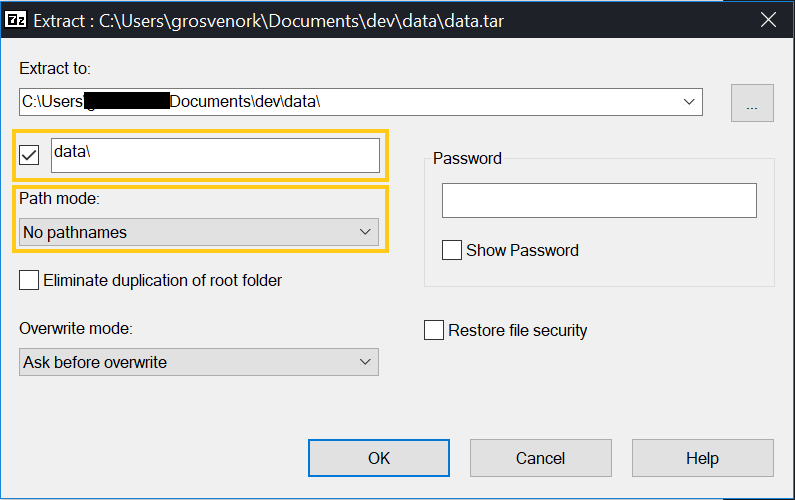 7z Extract : C:\Users\grosvenork\Documents\dev\data\data.tar
Extract to:
C:\Users\ Documents\dev\data\
...
data\
Password
Path mode:
No pathnames
Show Password
Eliminate duplication of root folder
Overwrite mode:
Restore file security
Ask before overwrite
OK Cancel Help